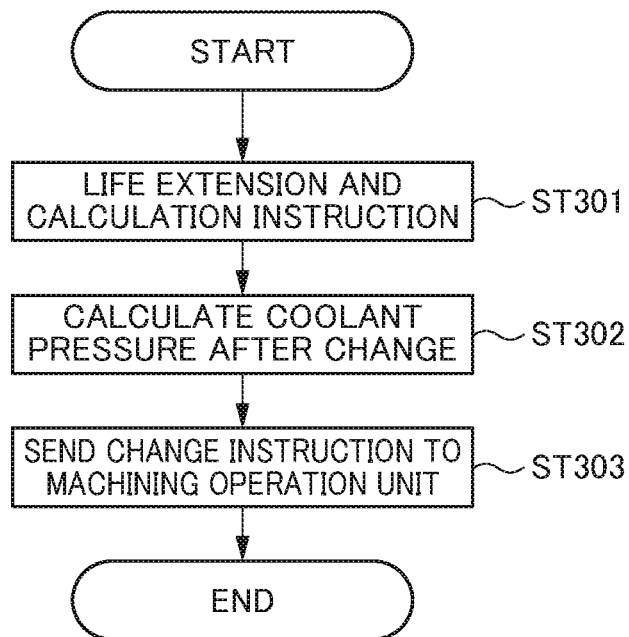 START
LIFE EXTENSION AND
CALCULATION INSTRUCTION
ST301
CALCULATE COOLANT
PRESSURE AFTER CHANGE
ST302
SEND CHANGE INSTRUCTION TO
MACHINING OPERATION UNIT
ST303
END